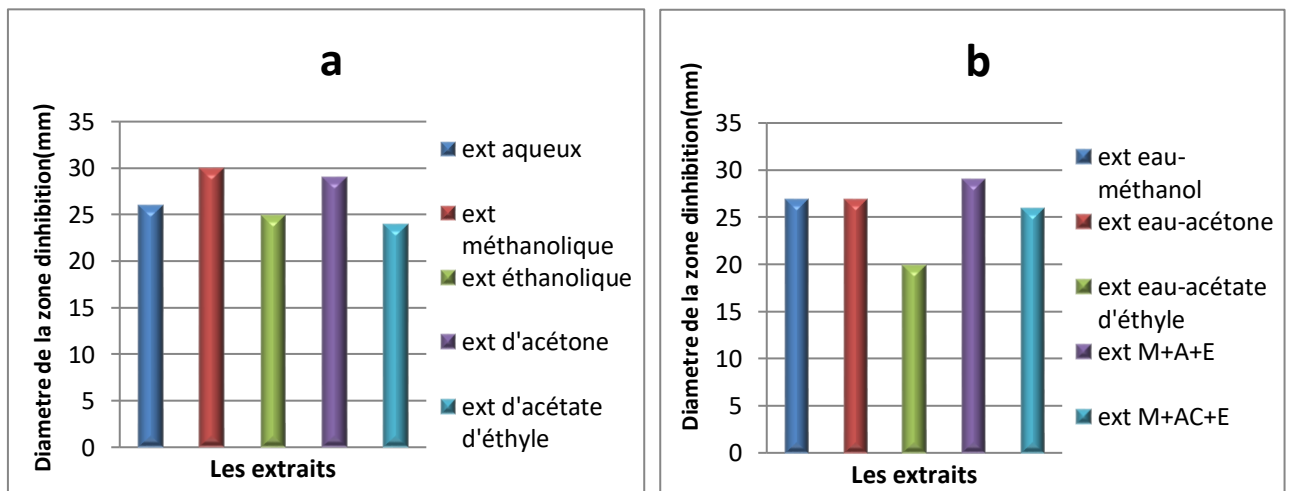 a
Diametre de la zone dinhibition(mm)
35
30
25
20
15
10
5
0
Les extraits
ext aqueux
ext
méthanolique
ext éthanolique
ext d'acétone
ext d'acétate
d'éthyle
b
Diametre de la zone dinhibition(mm)
35
30
25
20
15
10
5
0
Les extraits
ext eau-
méthanol
ext eau-acétone
ext eau-acétate
d'éthyle
ext M+A+E
ext M+AC+E